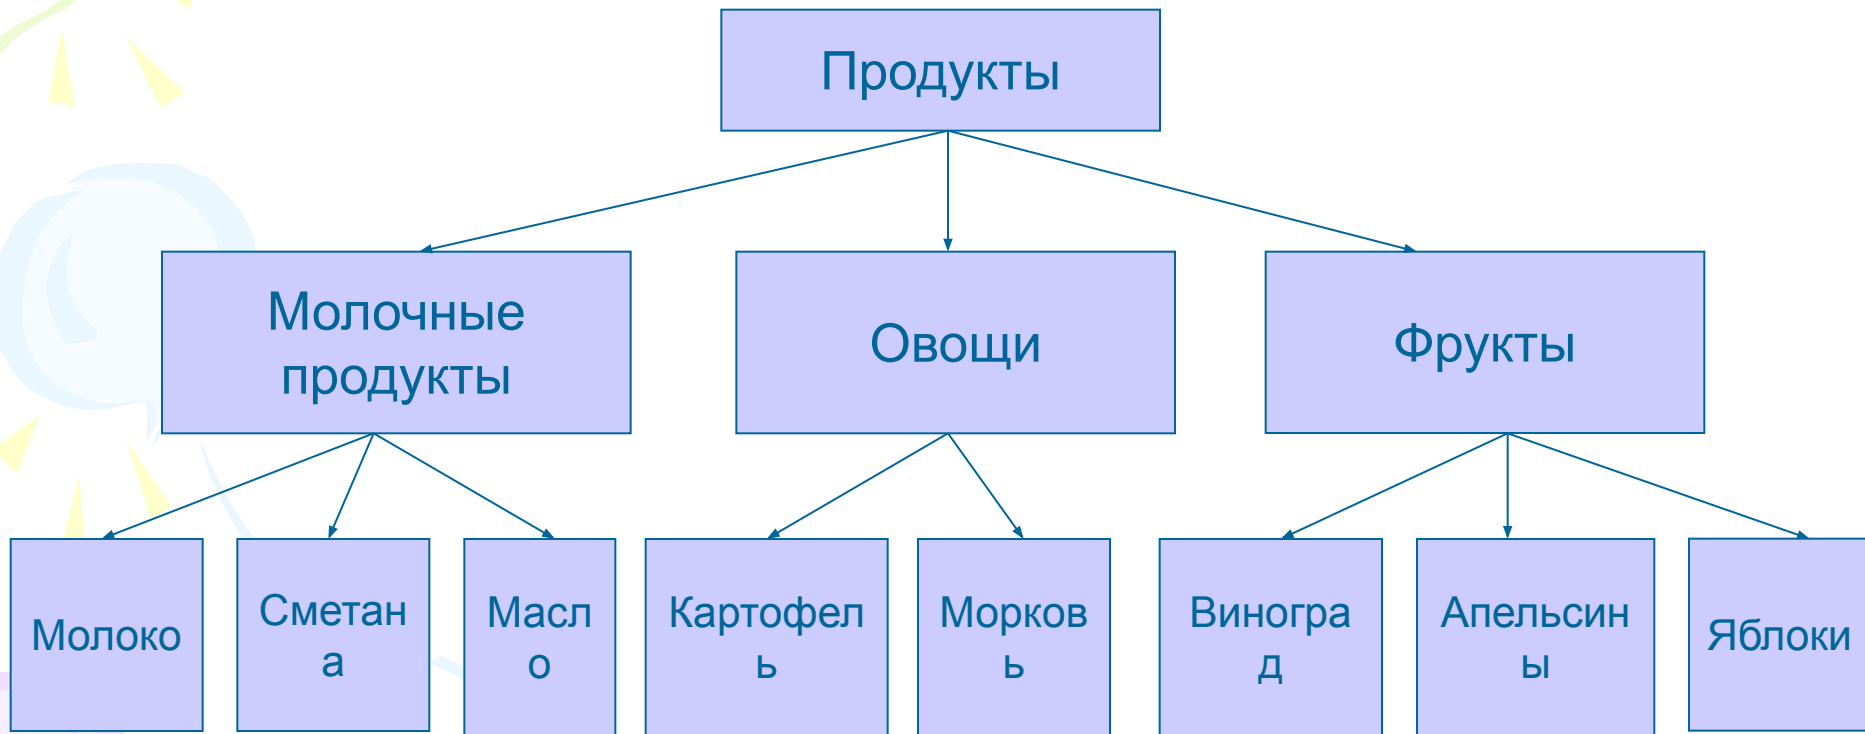 Продукты
Молочные
продукты
Овощи
Фрукты
Молоко
Сметан
а
Масл
о
Картофел
ь
Морков
ь
Виногра
д
Апельсин
ы
Яблоки